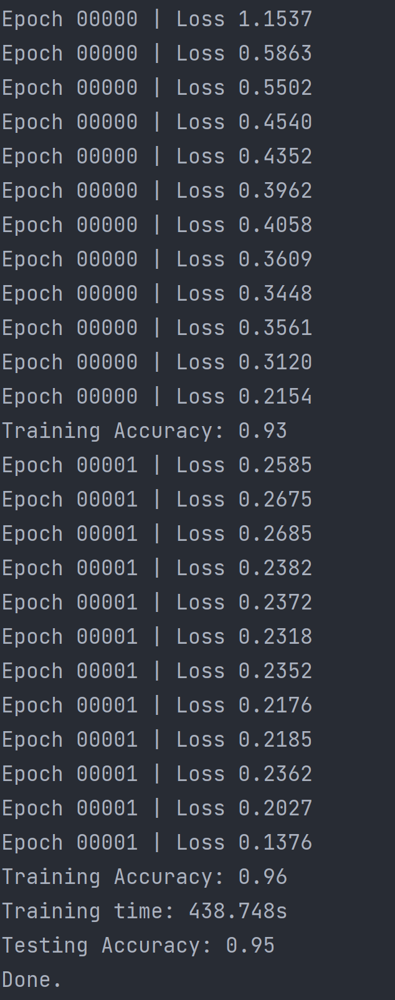 Epoch 00000 | Loss 1.1537
Epoch 00000 | Loss 0.5863
Epoch 00000 | Loss 0.5502
Epoch 00000 | Loss 0.4540
Epoch 00000 | Loss 0.4352
Epoch 00000 | Loss 0.3962
Epoch 00000 | Loss 0.4058
Epoch 00000 | Loss 0.3609
Epoch 00000 | Loss 0.3448
Epoch 00000 | Loss 0.3561
Epoch 00000 | Loss 0.3120
Epoch 00000 | Loss 0.2154
Training Accuracy: 0.93
Epoch 00001 | Loss 0.2585
Epoch 00001 | Loss 0.2675
Epoch 00001 | Loss 0.2685
Epoch 00001 | Loss 0.2382
Epoch 00001 | Loss 0.2372
Epoch 00001 | Loss 0.2318
Epoch 00001 | Loss 0.2352
Epoch 00001 | Loss 0.2176
Epoch 00001 | Loss 0.2185
Epoch 00001 | Loss 0.2362
Epoch 00001 | Loss 0.2027
Epoch 00001 | Loss 0.1376
Training Accuracy: 0.96
Training time: 438.748s
Testing Accuracy: 0.95
Done.